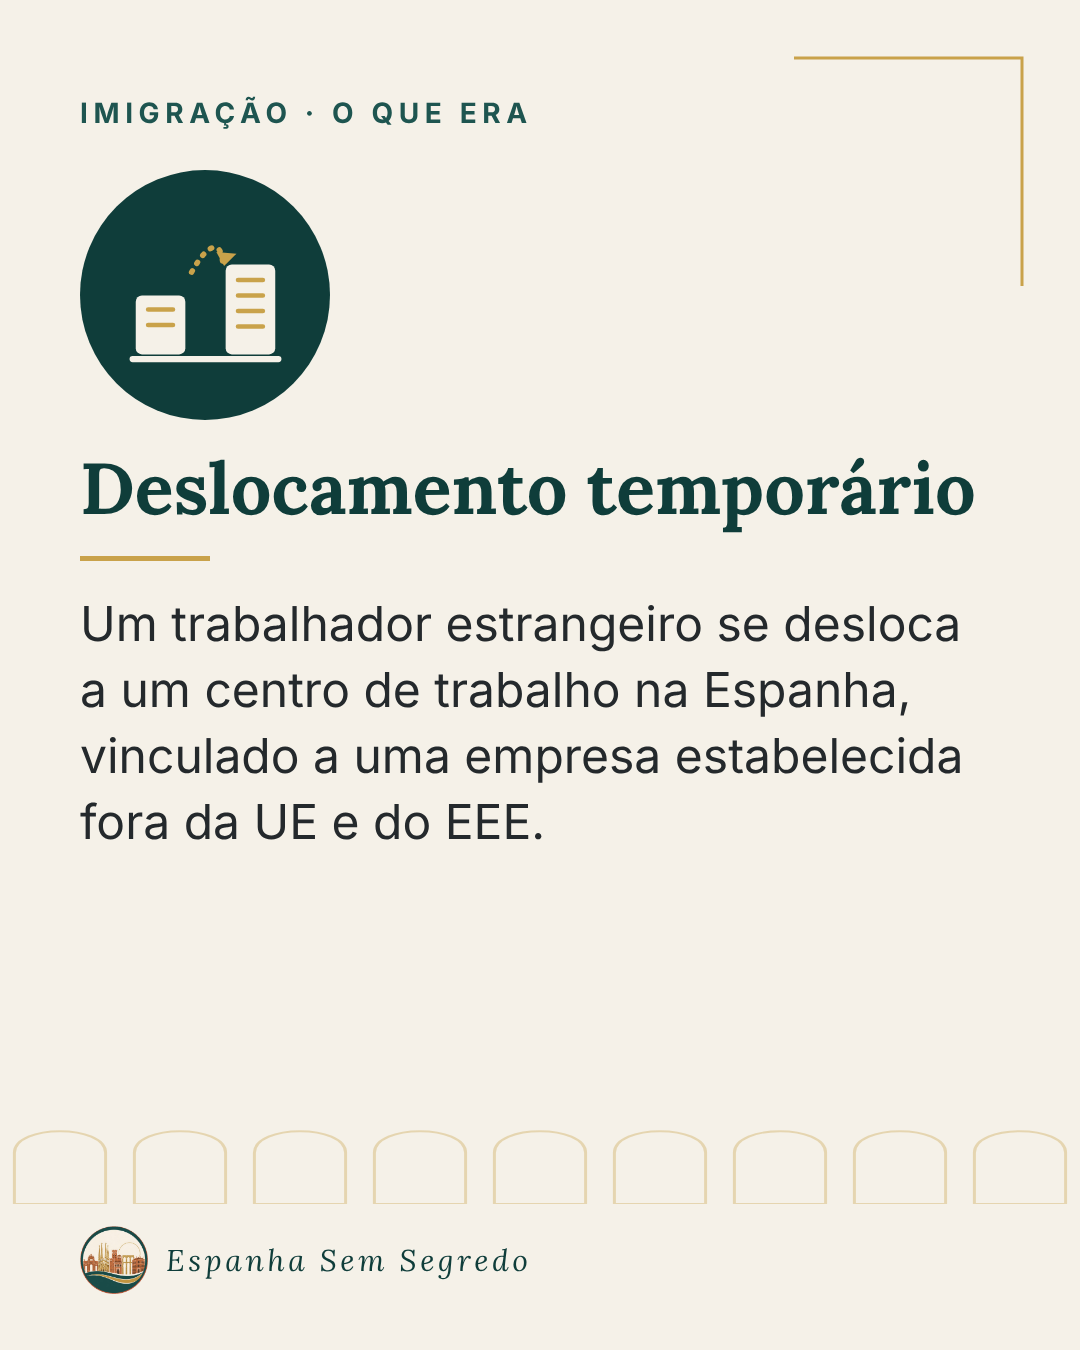 IMIGRAÇÃO · O QUE ERA
Deslocamento temporário
Um trabalhador estrangeiro se desloca
a um centro de trabalho na Espanha,
vinculado a uma empresa estabelecida
fora da UE e do EEE.
Espanha Sem Segredo